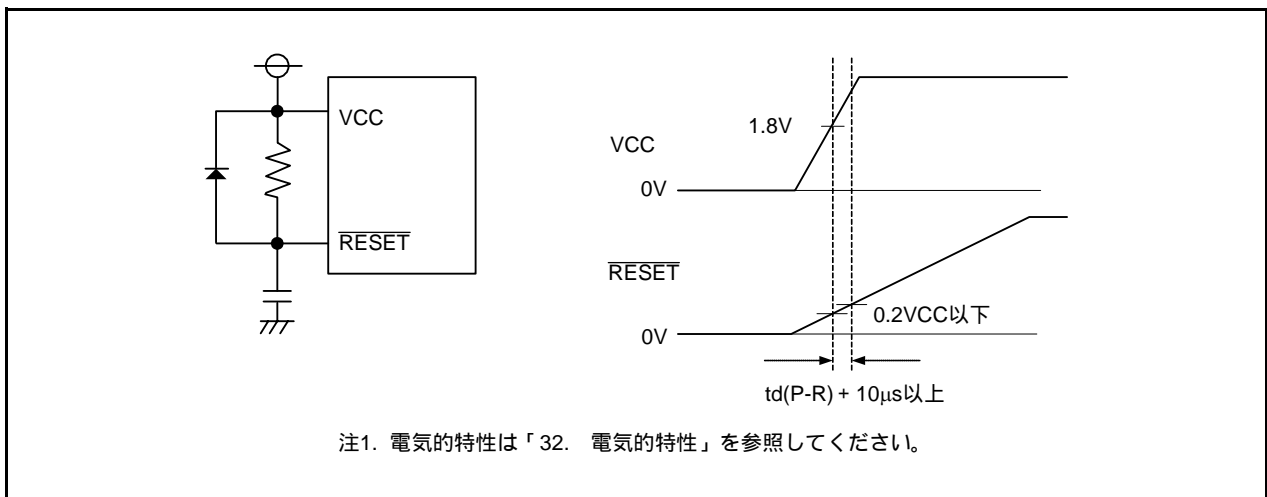 VCC
RESET
1.8V
VCC
0V
RESET
0.2VCC以下
0V
td(P-R) + 10μs以上
注1. 電気的特性は「32. 電気的特性」を参照してください。